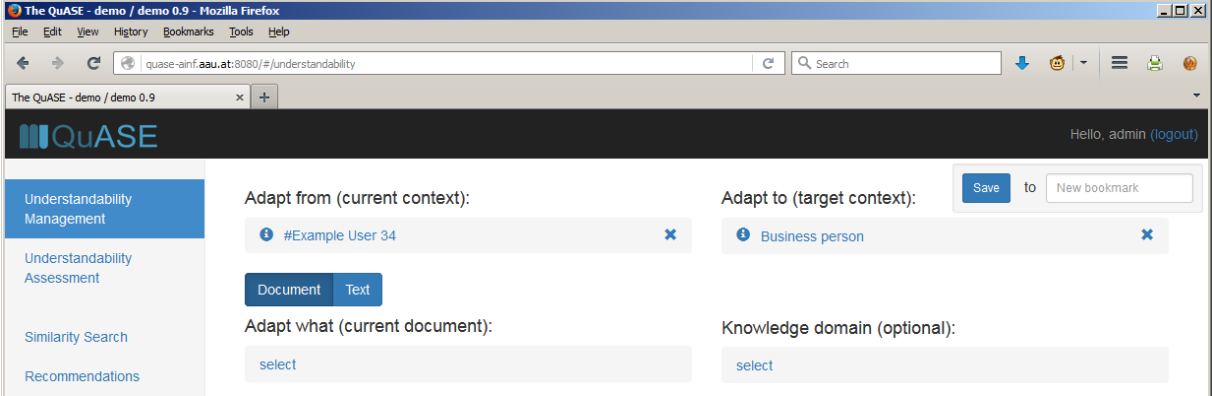 The QuASE - demo / demo 0.9 - Mozilla Firefox
File Edit View History Bookmarks Tools Help
quase-ainf.aau.at:8080/#/understandability Search
The QuASE - demo / demo 0.9
QuASE Hello, admin (logout)
Save to New bookmark
Understandability
Management
Understandability
Assessment
Similarity Search
Recommendations
Adapt from (current context):
#Example User 34
Adapt to (target context):
Business person
Document Text
Adapt what (current document):
select
Knowledge domain (optional):
select